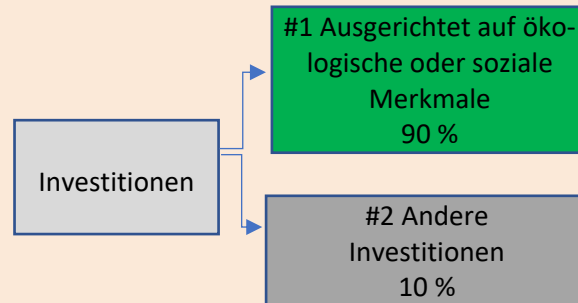 #1 Ausgerichtet auf öko-
logische oder soziale
Merkmale
90 %
Investitionen
#2 Andere
Investitionen
10 %